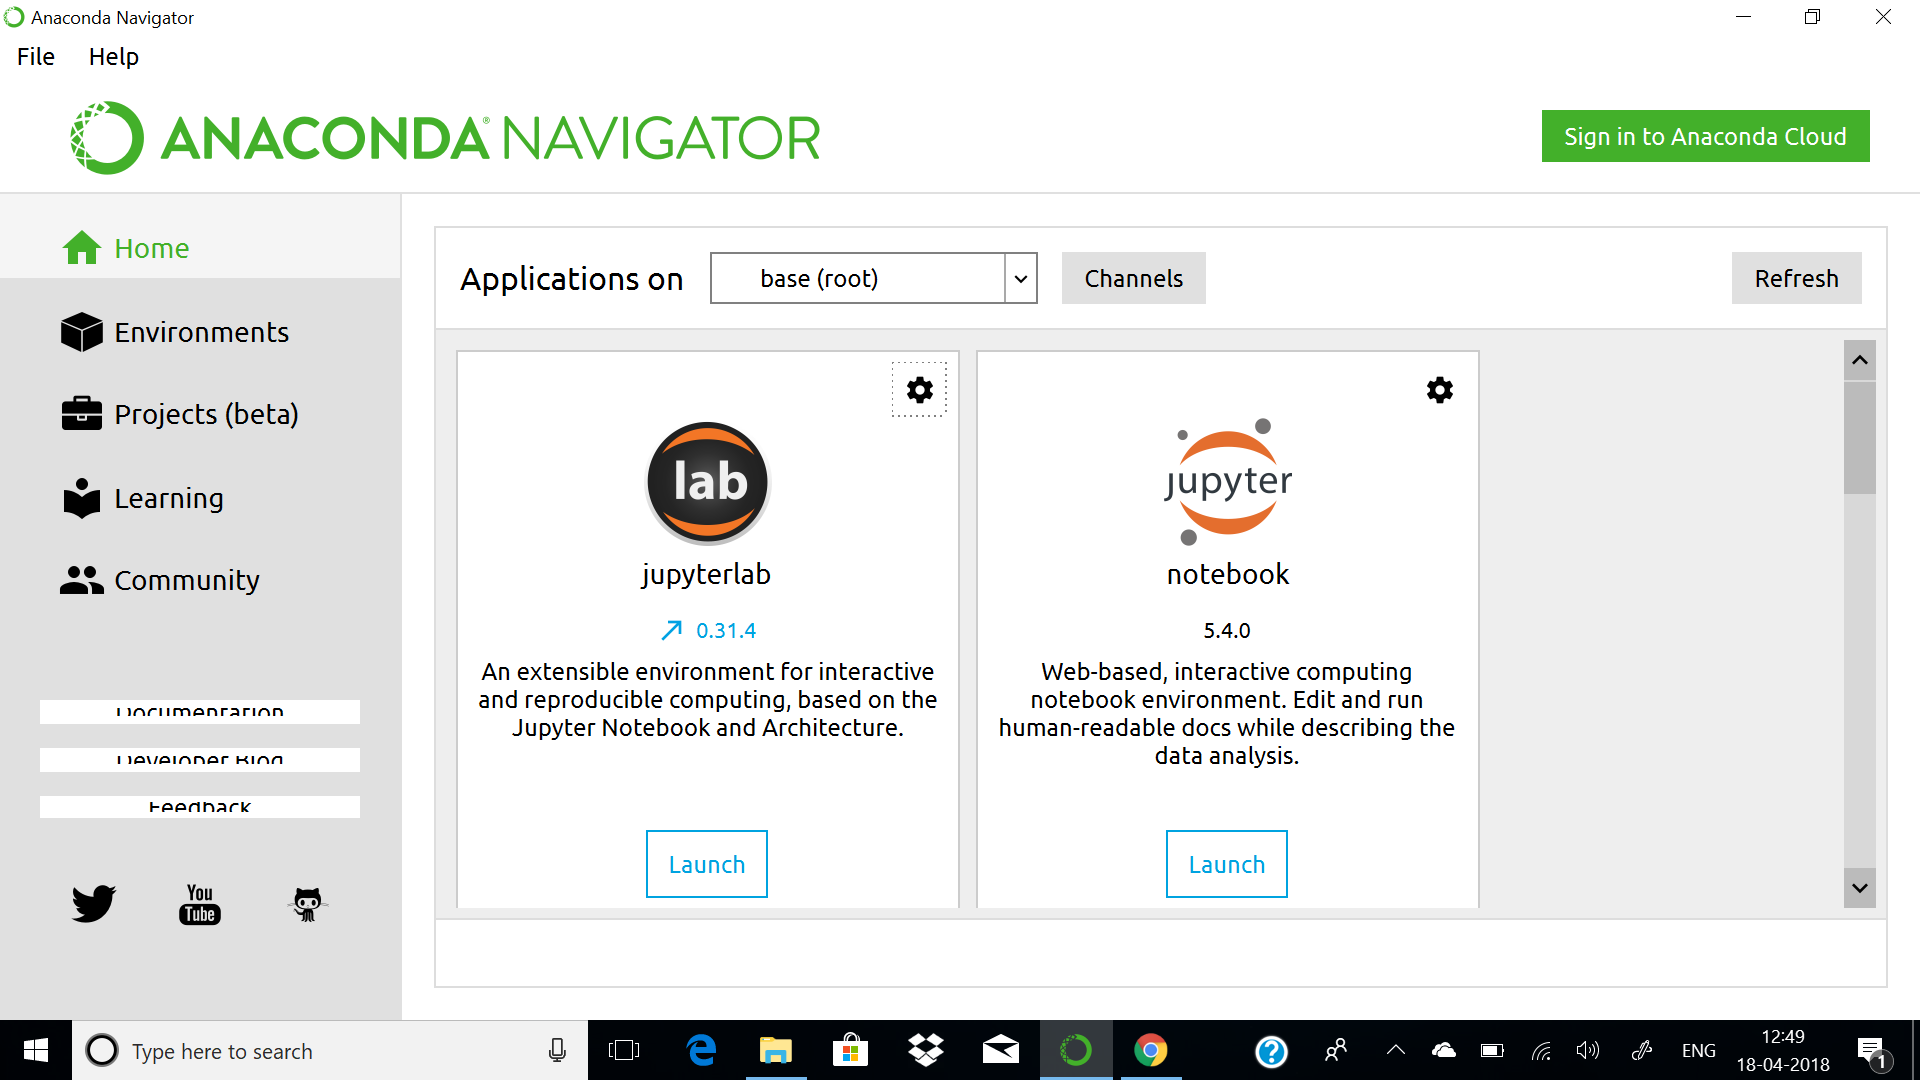 Anaconda Navigator
File Help
ANACONDA® NAVIGATOR
Sign in to Anaconda Cloud
Home
Environments
Projects (beta)
Learning
Community
Documentation
Developer Blog
Feedback
You
Tube
Applications on base (root) Channels Refresh
lab
jupyterlab
0.31.4
An extensible environment for interactive
and reproducible computing, based on the
Jupyter Notebook and Architecture.
Launch
jupyter
notebook
5.4.0
Web-based, interactive computing
notebook environment. Edit and run
human-readable docs while describing the
data analysis.
Launch
Type here to search
ENG
12:49
18-04-2018
1